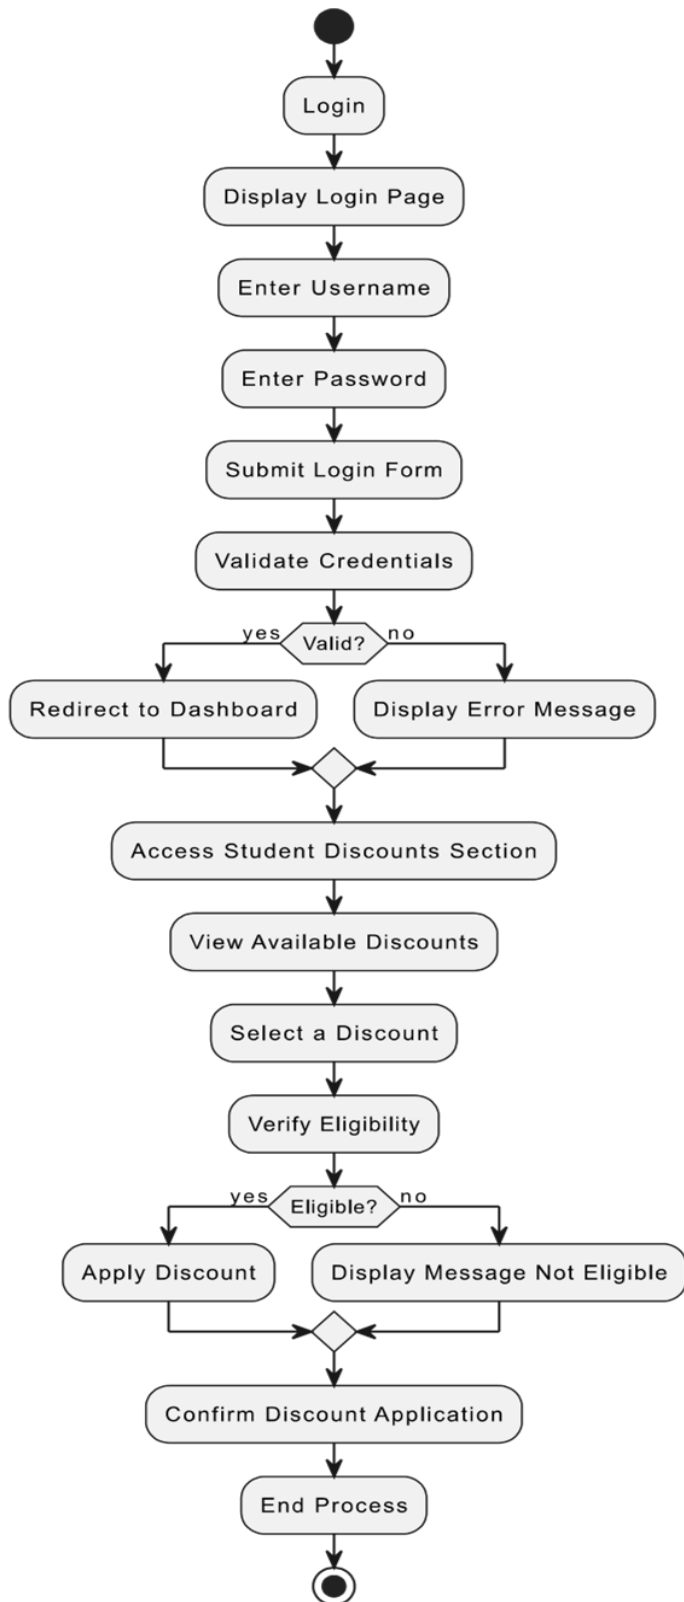 Login
Display Login Page
Enter Username
Enter Password
Submit Login Form
Validate Credentials
yes
Valid?
no
Redirect to Dashboard
Display Error Message
Access Student Discounts Section
View Available Discounts
Select a Discount
Verify Eligibility
yes
Eligible?
no
Apply Discount
Display Message Not Eligible
Confirm Discount Application
End Process